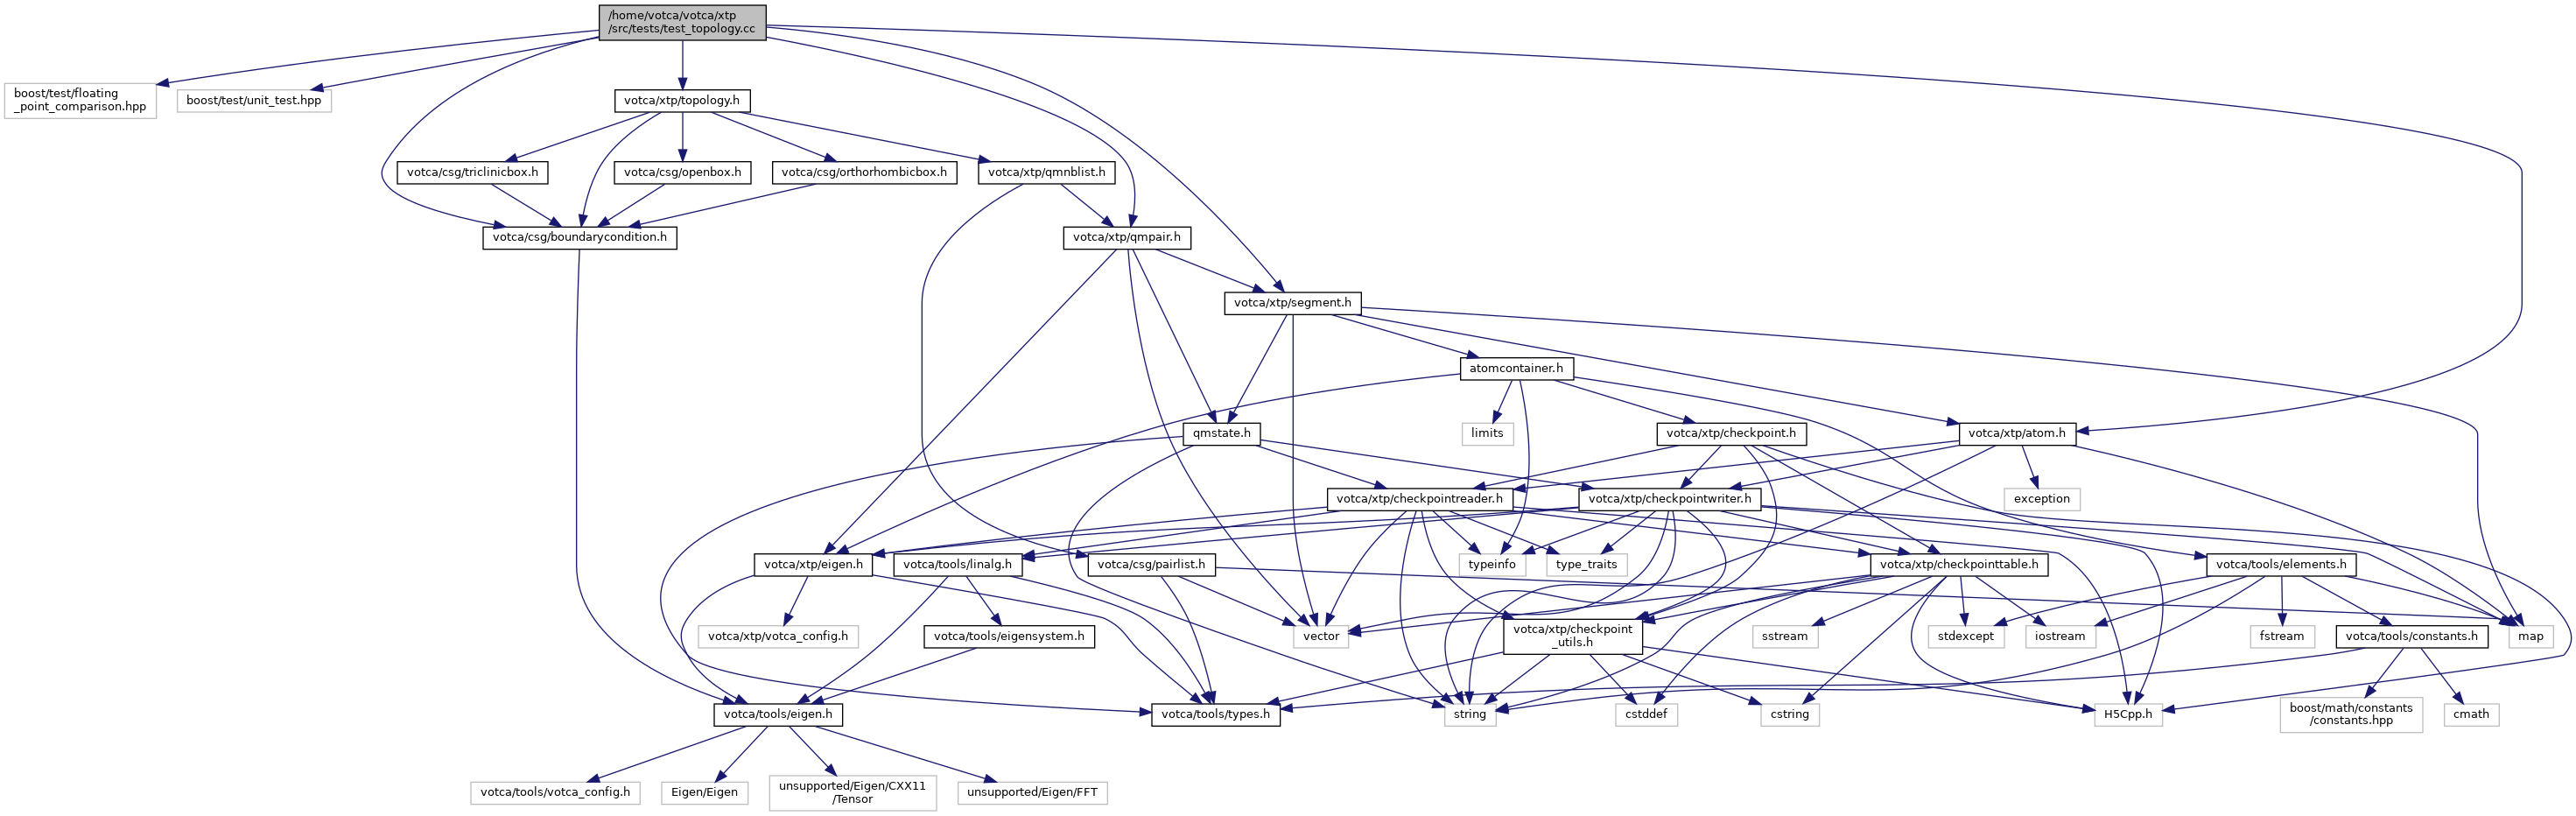 /home/votca/votca/xtp
/src/tests/test_topology.cc
boost/test/floating
_point_comparison.hpp
boost/test/unit_test.hpp
votca/xtp/topology.h
votca/csg/triclinicbox.h
votca/csg/openbox.h
votca/csg/orthorhombicbox.h
votca/xtp/qmnblist.h
votca/csg/boundarycondition.h
votca/xtp/qmpair.h
votca/xtp/segment.h
atomcontainer.h
qmstate.h
limits
votca/xtp/checkpoint.h
votca/xtp/atom.h
votca/xtp/checkpointreader.h
votca/xtp/checkpointwriter.h
exception
votca/xtp/eigen.h
votca/tools/linalg.h
votca/csg/pairlist.h
typeinfo
type_traits
votca/xtp/checkpointtable.h
votca/tools/elements.h
votca/xtp/votca_config.h
votca/tools/eigensystem.h
vector
votca/xtp/checkpoint
_utils.h
sstream
stdexcept
iostream
fstream
votca/tools/constants.h
map
votca/tools/eigen.h
votca/tools/types.h
string
cstddef
cstring
H5Cpp.h
boost/math/constants
/constants.hpp
cmath
votca/tools/votca_config.h
Eigen/Eigen
unsupported/Eigen/CXX11
/Tensor
unsupported/Eigen/FFT